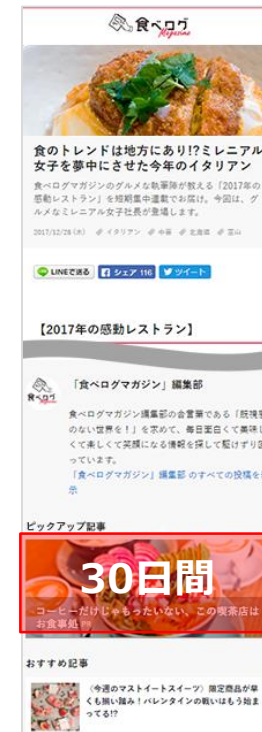 食べログ
Magazine
食のトレンドは地方にあり!?ミレニアル
女子を夢中にさせた今年のイタリアン
食べログマガジンのグルメな執筆陣が教える「2017年の
感動レストラン」を短期集中連載でお届け。今回は、グ
ルメなミレニアル女子社長が登場します。
2017/12/28 (木) イタリアン 中華 北海道 富山
LINEで送る シェア 116 ツイート
【2017年の感動レストラン】
食べログ
「食べログマガジン」編集部
食べログマガジン編集部の合言葉である「既視
のない世界を！」を求めて、毎日面白くて美味し
くて楽しくて笑顔になる情報を探して駆けずり
っています。
「食べログマガジン」編集部 のすべての投稿を
示
ピックアップ記事
30日間
コーヒーだけじゃもったいない、この喫茶店は
お食事処 PR
おすすめ記事
〈今週のマストイートスイーツ〉限定商品が早
くも揃い踏み！バレンタインの戦いはもう始ま
ってる!?